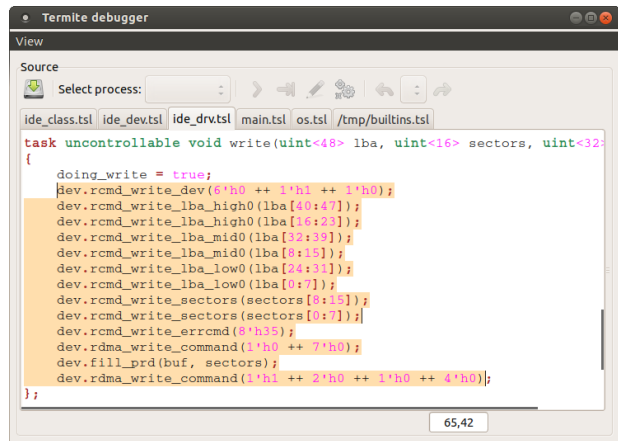 Termite debugger
View
Source
Select process:
ide_class.tsl ide_dev.tsl ide_drv.tsl main.tsl os.tsl /tmp/builtins.tsl
task uncontrollable void write(uint<48> lba, uint<16> sectors, uint<32>
{
    doing_write = true;
    dev.rcmd_write_dev(6'h0 ++ 1'h1 ++ 1'h0);
    dev.rcmd_write_lba_high0(lba[40:47]);
    dev.rcmd_write_lba_high0(lba[16:23]);
    dev.rcmd_write_lba_mid0(lba[32:39]);
    dev.rcmd_write_lba_mid0(lba[8:15]);
    dev.rcmd_write_lba_low0(lba[24:31]);
    dev.rcmd_write_lba_low0(lba[0:7]);
    dev.rcmd_write_sectors(sectors[8:15]);
    dev.rcmd_write_sectors(sectors[0:7]);
    dev.rcmd_write_errcmd(8'h35);
    dev.rdma_write_command(1'h0 ++ 7'h0);
    dev.fill_prd(buf, sectors);
    dev.rdma_write_command(1'h1 ++ 2'h0 ++ 1'h0 ++ 4'h0);
};
65,42